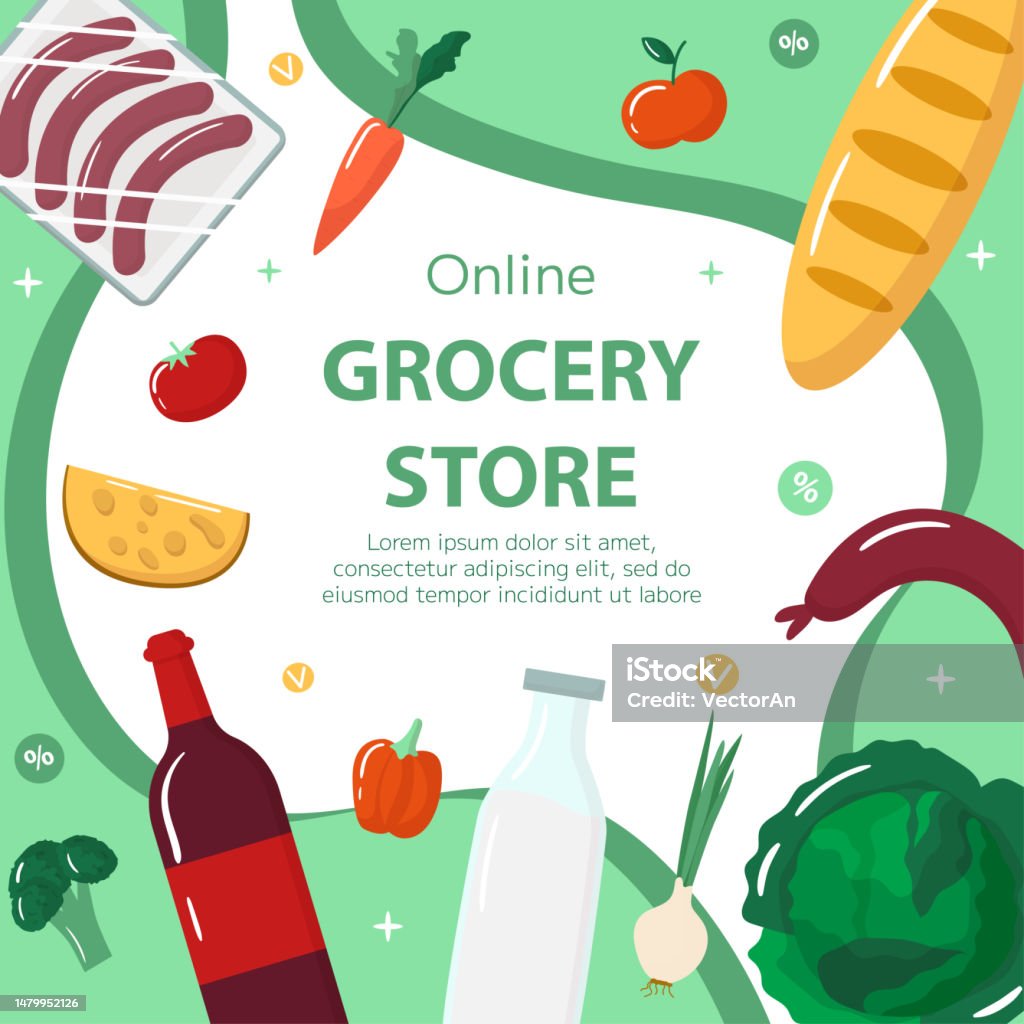 %
Online
GROCERY
STORE
%
Lorem ipsum dolor sit amet,
consectetur adipiscing elit, sed do
eiusmod tempor incididunt ut labore
iStock™
Credit: VectorAn
%
1479952126